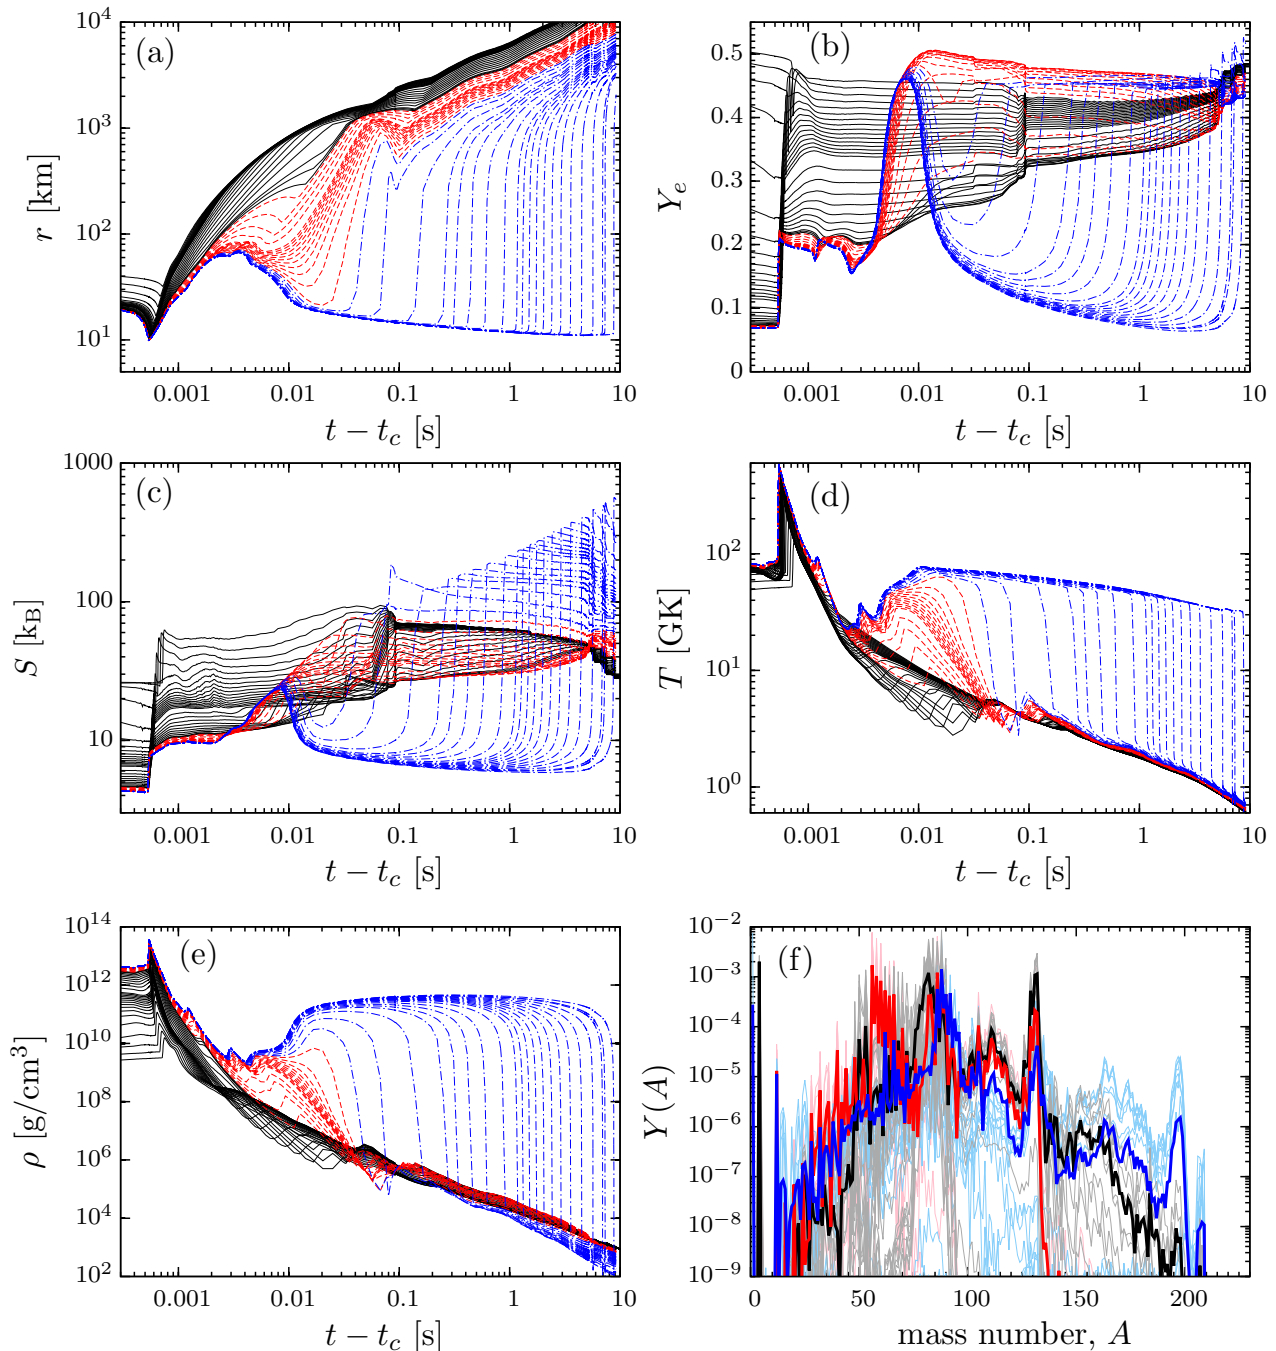 10⁴
10³
10²
10¹
r [km]
(a)
0.001 0.01 0.1 1 10
t − t_c [s]
0.5
0.4
0.3
0.2
0.1
0
Y_e
(b)
0.001 0.01 0.1 1 10
t − t_c [s]
1000
100
10
S [k_B]
(c)
0.001 0.01 0.1 1 10
t − t_c [s]
10²
10¹
10⁰
T [GK]
(d)
0.001 0.01 0.1 1 10
t − t_c [s]
10¹⁴
10¹²
10¹⁰
10⁸
10⁶
10⁴
10²
ρ [g/cm³]
(e)
0.001 0.01 0.1 1 10
t − t_c [s]
10⁻²
10⁻³
10⁻⁴
10⁻⁵
10⁻⁶
10⁻⁷
10⁻⁸
10⁻⁹
Y(A)
(f)
0 50 100 150 200
mass number, A